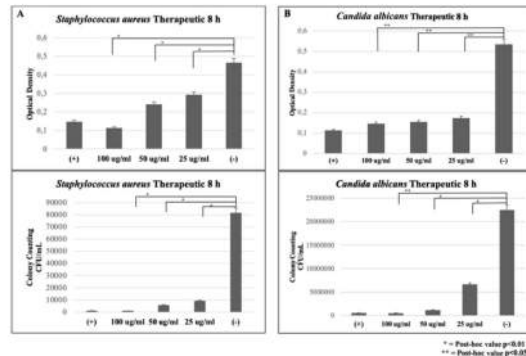 A
Staphylococcus aureus Therapeutic 8 h
Optical Density
0,6
0,5
0,4
0,3
0,2
0,1
0
(+) 100 ug/ml 50 ug/ml 25 ug/ml (-)
* * *
Staphylococcus aureus Therapeutic 8 h
Colony Counting
CFU/mL
90000
80000
70000
60000
50000
40000
30000
20000
10000
0
(+) 100 ug/ml 50 ug/ml 25 ug/ml (-)
* * *
B
Candida albicans Therapeutic 8 h
Optical Density
0,6
0,5
0,4
0,3
0,2
0,1
0
(+) 100 ug/ml 50 ug/ml 25 ug/ml (-)
** ** **
Candida albicans Therapeutic 8 h
Colony Counting
CFU/mL
25000000
20000000
15000000
10000000
5000000
0
(+) 100 ug/ml 50 ug/ml 25 ug/ml (-)
** * *
* = Post-hoc value p<0.01
** = Post-hoc value p<0.05